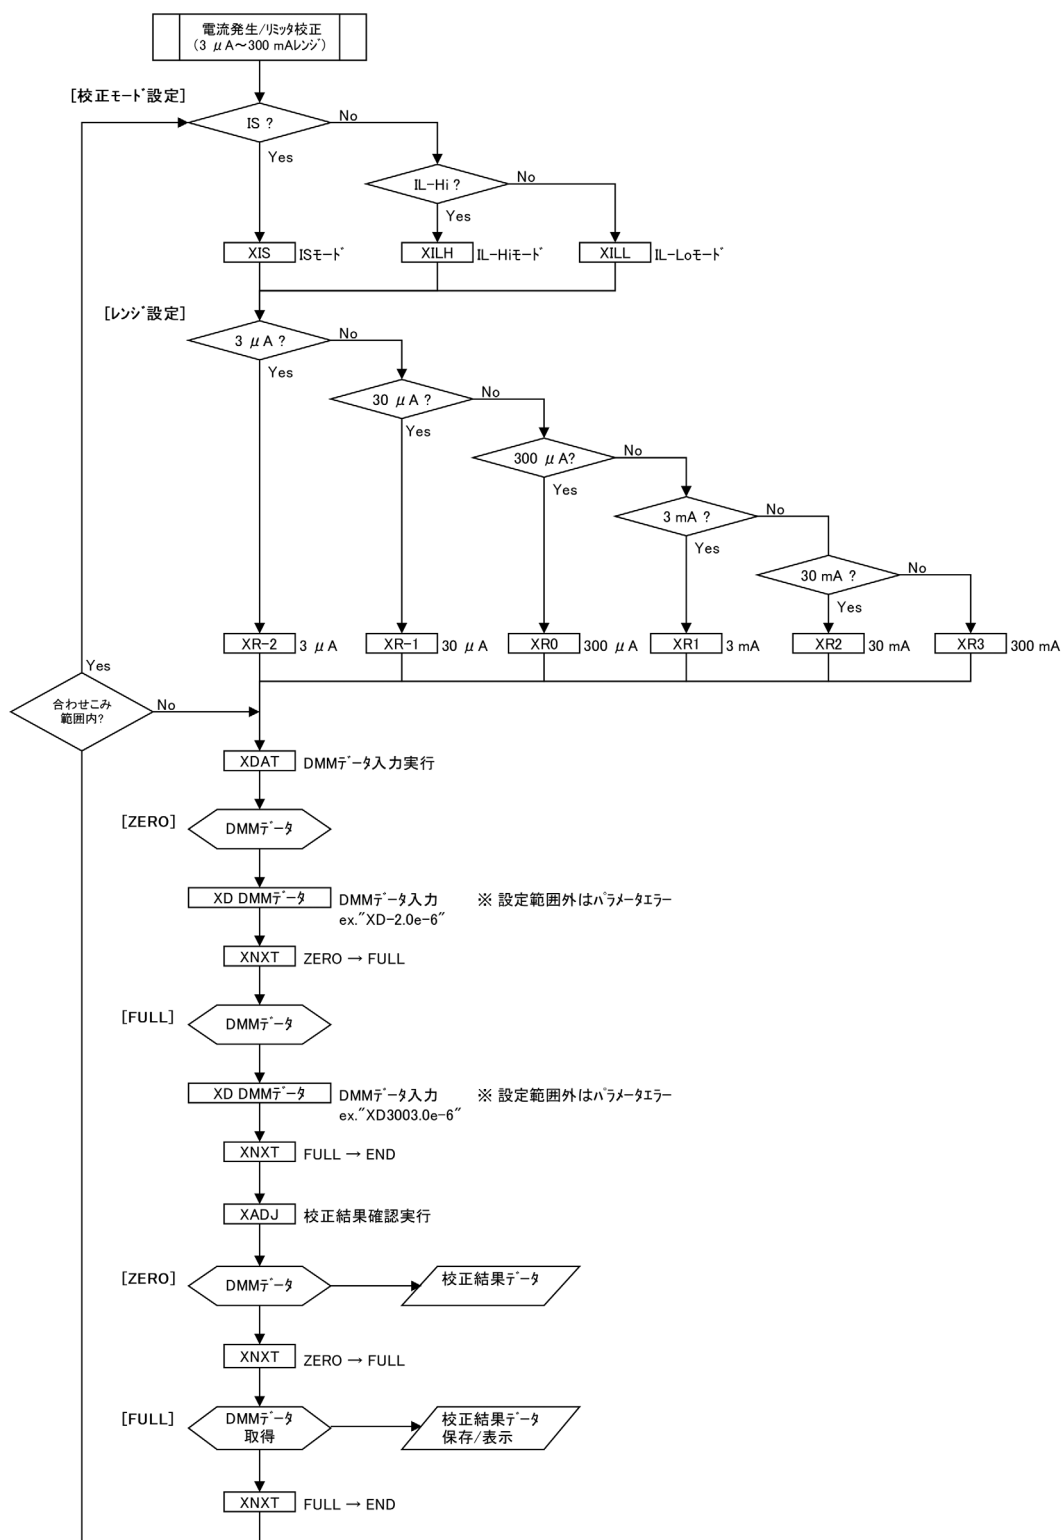 電流発生/リミッタ校正
(3 μA～300 mAレンジ)
[校正モード設定]
IS ?
No
Yes
IL-Hi ?
No
Yes
XIS ISモード
XILH IL-Hiモード
XILL IL-Loモード
[レンジ設定]
3 μA ?
No
Yes
30 μA ?
No
Yes
300 μA?
No
Yes
3 mA ?
No
Yes
30 mA ?
No
Yes
XR-2 3 μA
XR-1 30 μA
XR0 300 μA
XR1 3 mA
XR2 30 mA
XR3 300 mA
Yes
合わせこみ
範囲内?
No
XDAT DMMデータ入力実行
[ZERO]
DMMデータ
XD DMMデータ DMMデータ入力 ※ 設定範囲外はパラメータエラー
ex."XD-2.0e-6"
XNXT ZERO → FULL
[FULL]
DMMデータ
XD DMMデータ DMMデータ入力 ※ 設定範囲外はパラメータエラー
ex."XD3003.0e-6"
XNXT FULL → END
XADJ 校正結果確認実行
[ZERO]
DMMデータ
校正結果データ
XNXT ZERO → FULL
[FULL]
DMMデータ
取得
校正結果データ
保存/表示
XNXT FULL → END